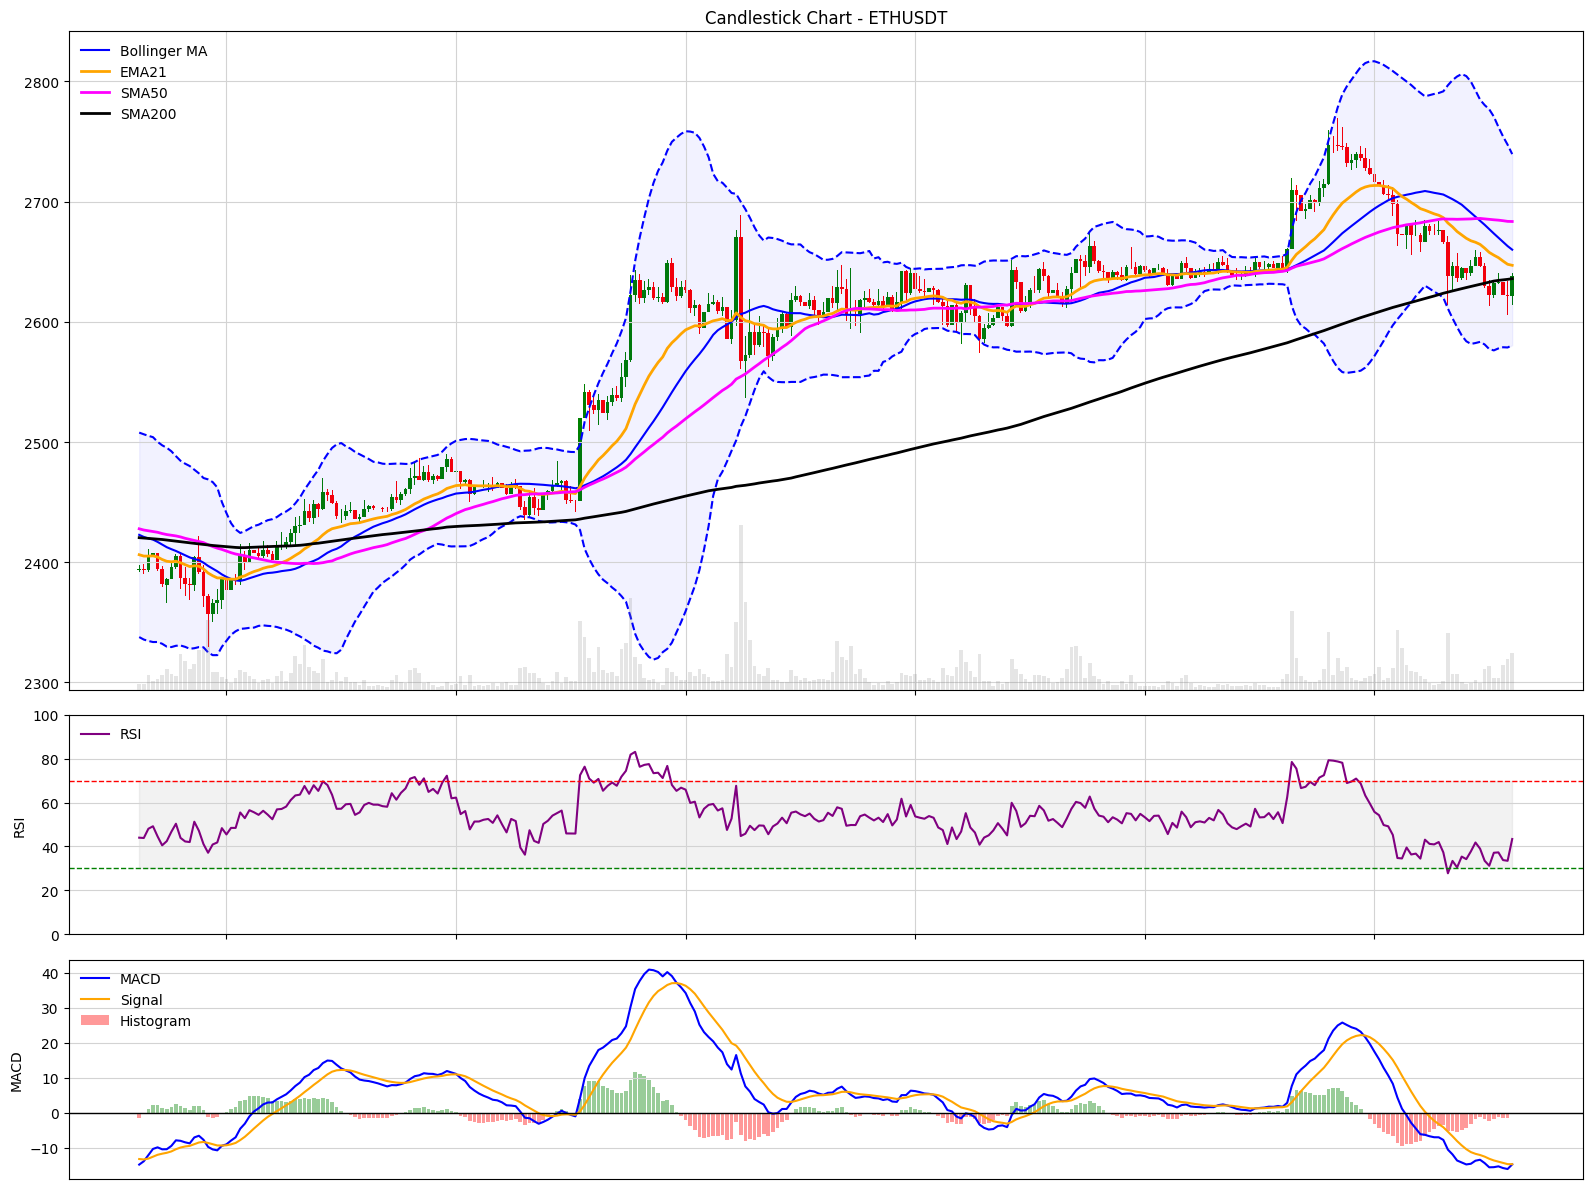 Candlestick Chart - ETHUSDT
Bollinger MA
EMA21
SMA50
SMA200
2800
2700
2600
2500
2400
2300
100
80
60
40
20
0
RSI
RSI
40
30
20
10
0
−10
MACD
MACD
Signal
Histogram